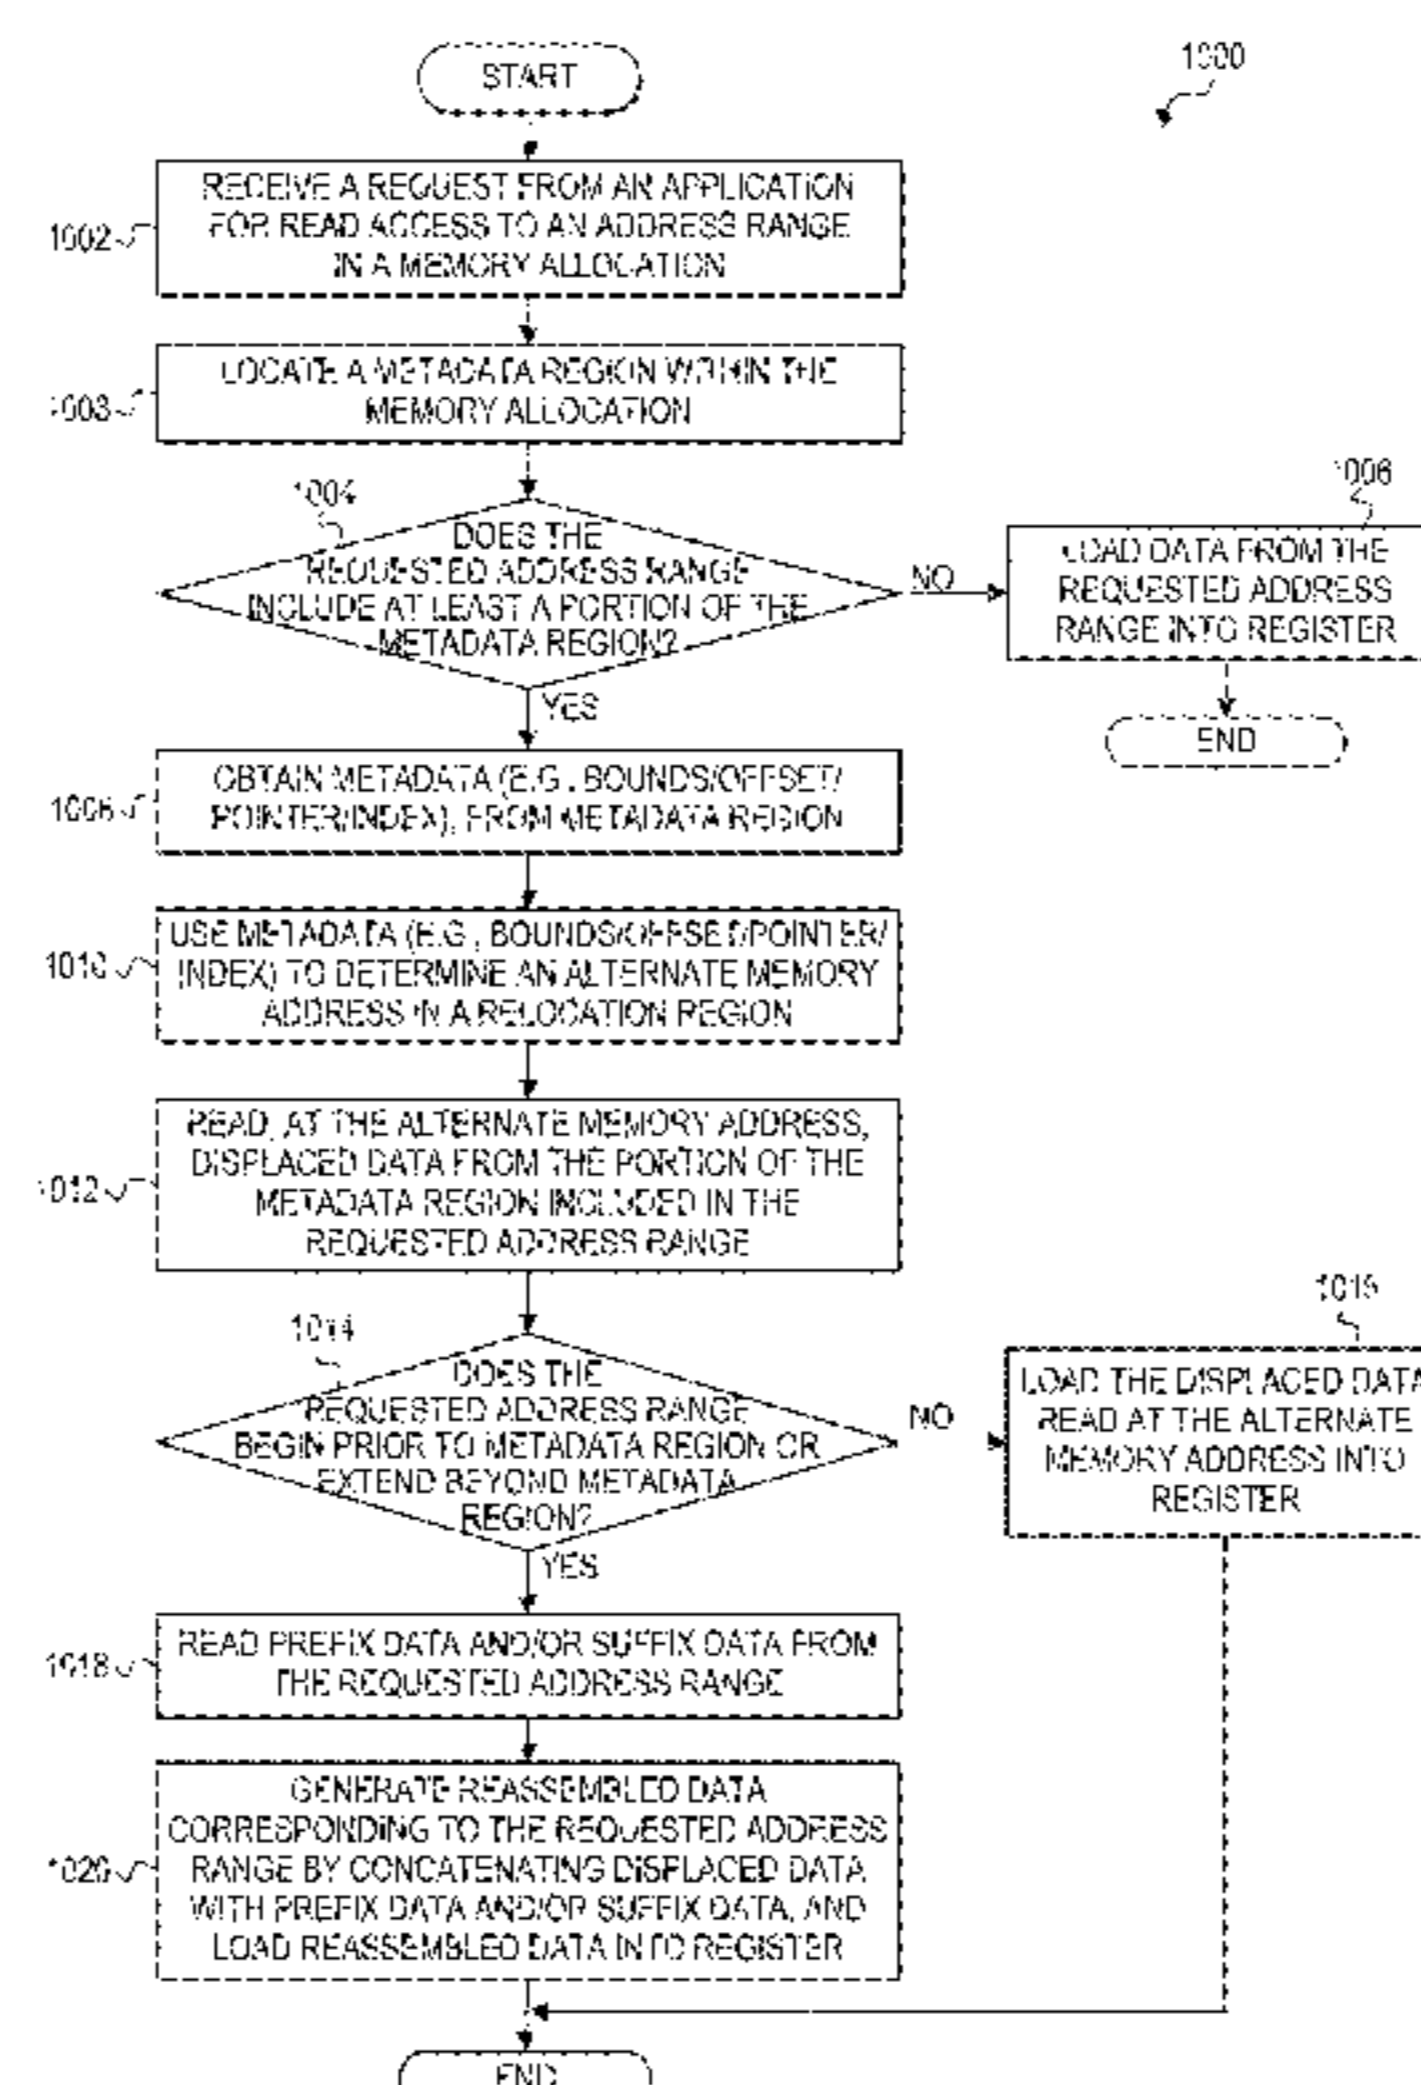 START
1000
RECEIVE A REQUEST FROM AN APPLICATION
FOR READ ACCESS TO AN ADDRESS RANGE
IN A MEMORY ALLOCATION
1002
LOCATE A METADATA REGION WITHIN THE
MEMORY ALLOCATION
1003
1004
DOES THE
REQUESTED ADDRESS RANGE
INCLUDE AT LEAST A PORTION OF THE
METADATA REGION?
NO
1006
LOAD DATA FROM THE
REQUESTED ADDRESS
RANGE INTO REGISTER
END
YES
OBTAIN METADATA (E.G., BOUNDS/OFFSET/
POINTER/INDEX), FROM METADATA REGION
USE METADATA (E.G., BOUNDS/OFFSET/POINTER/
INDEX) TO DETERMINE AN ALTERNATE MEMORY
ADDRESS IN A RELOCATION REGION
1010
READ, AT THE ALTERNATE MEMORY ADDRESS,
DISPLACED DATA FROM THE PORTION OF THE
METADATA REGION INCLUDED IN THE
REQUESTED ADDRESS RANGE
1012
1014
DOES THE
REQUESTED ADDRESS RANGE
BEGIN PRIOR TO METADATA REGION OR
EXTEND BEYOND METADATA
REGION?
NO
LOAD THE DISPLACED DATA
READ AT THE ALTERNATE
MEMORY ADDRESS INTO
REGISTER
YES
READ PREFIX DATA AND/OR SUFFIX DATA FROM
THE REQUESTED ADDRESS RANGE
1018
GENERATE REASSEMBLED DATA
CORRESPONDING TO THE REQUESTED ADDRESS
RANGE BY CONCATENATING DISPLACED DATA
WITH PREFIX DATA AND/OR SUFFIX DATA, AND
LOAD REASSEMBLED DATA INTO REGISTER
1020
END